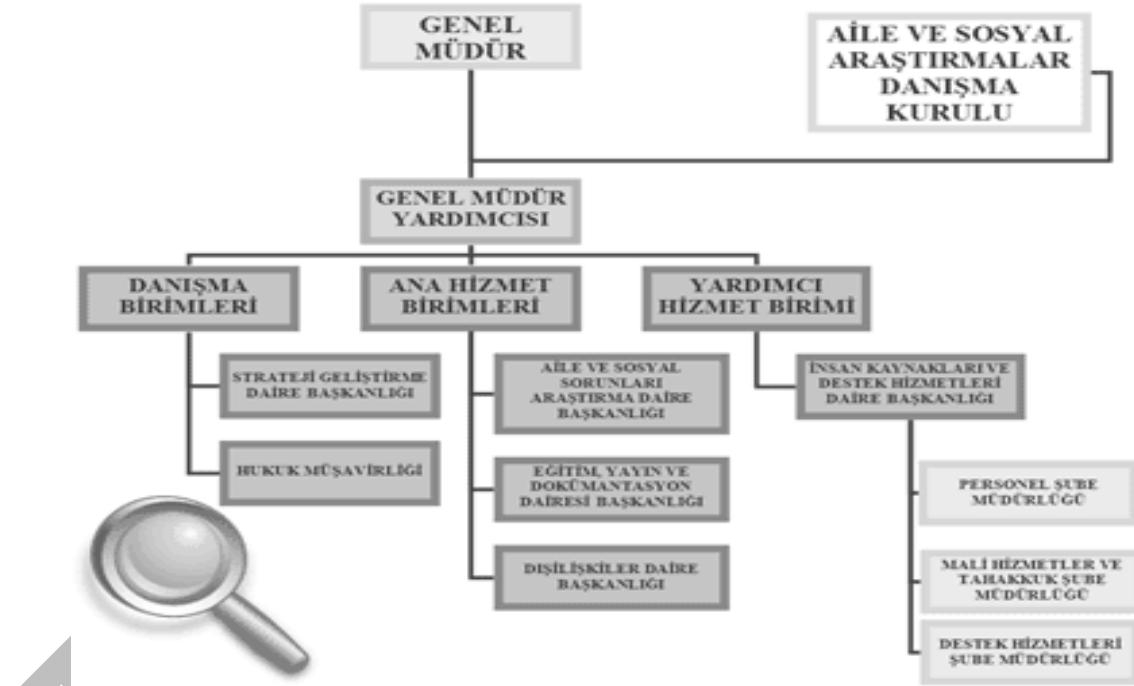 GENEL
MÜDÜR
AİLE VE SOSYAL
ARAŞTIRMALAR
DANIŞMA
KURULU
GENEL MÜDÜR
YARDIMCISI
DANIŞMA
BİRİMLERİ
ANA HİZMET
BİRİMLERİ
YARDIMCI
HİZMET BİRİMİ
STRATEJİ GELİŞTİRME
DAİRE BAŞKANLIĞI
HUKUK MÜŞAVİRLİĞİ
AİLE VE SOSYAL
SORUNLARI
ARAŞTIRMA DAİRE
BAŞKANLIĞI
EĞİTİM, YAYIN VE
DOKÜMANTASYON
DAİRESİ BAŞKANLIĞI
DIŞİLİŞKİLER DAİRE
BAŞKANLIĞI
İNSAN KAYNAKLARI VE
DESTEK HİZMETLERİ
DAİRE BAŞKANLIĞI
PERSONEL ŞUBE
MÜDÜRLÜĞÜ
MALİ HİZMETLER VE
TAHAKKUK ŞUBE
MÜDÜRLÜĞÜ
DESTEK HİZMETLERİ
ŞUBE MÜDÜRLÜĞÜ